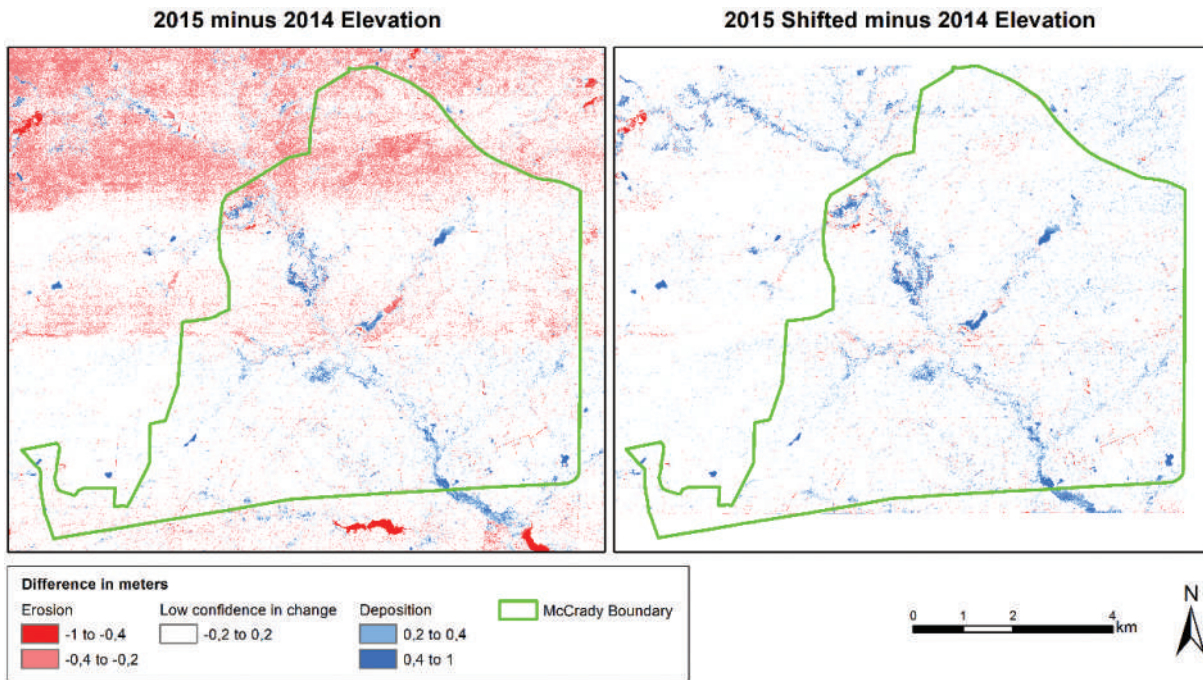 2015 minus 2014 Elevation
2015 Shifted minus 2014 Elevation
Difference in meters
Erosion
-1 to -0,4
-0,4 to -0,2
Low confidence in change
-0,2 to 0,2
Deposition
0,2 to 0,4
0,4 to 1
McCrady Boundary
0 1 2 4
km
N